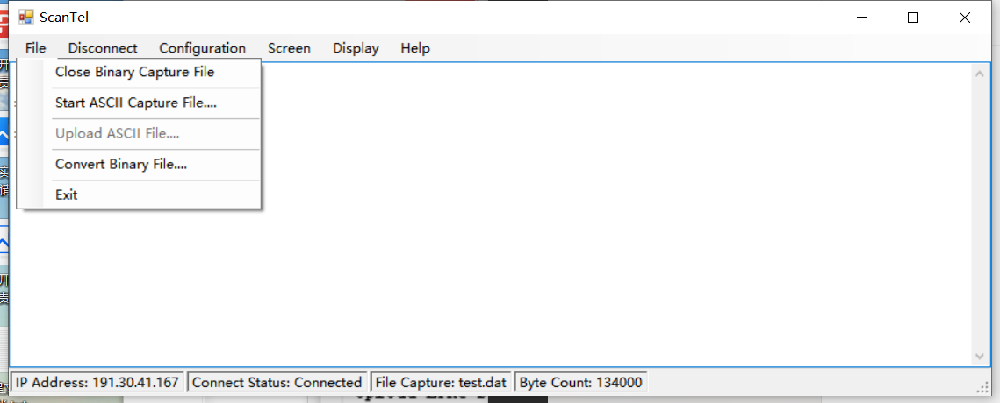 ScanTel
File Disconnect Configuration Screen Display Help
Close Binary Capture File
Start ASCII Capture File....
Upload ASCII File....
Convert Binary File....
Exit
IP Address: 191.30.41.167 Connect Status: Connected File Capture: test.dat Byte Count: 134000